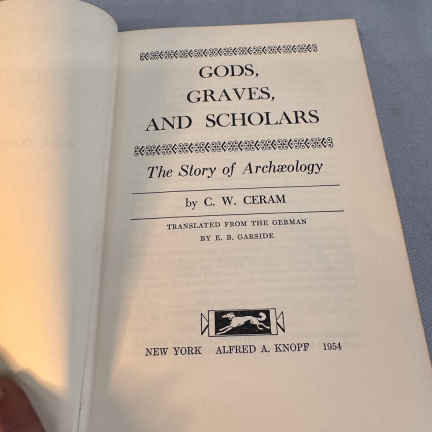 GODS,
GRAVES,
AND SCHOLARS
The Story of Archæology
by C. W. CERAM
TRANSLATED FROM THE GERMAN
BY E. B. GARSIDE
NEW YORK ALFRED A. KNOPF 1954